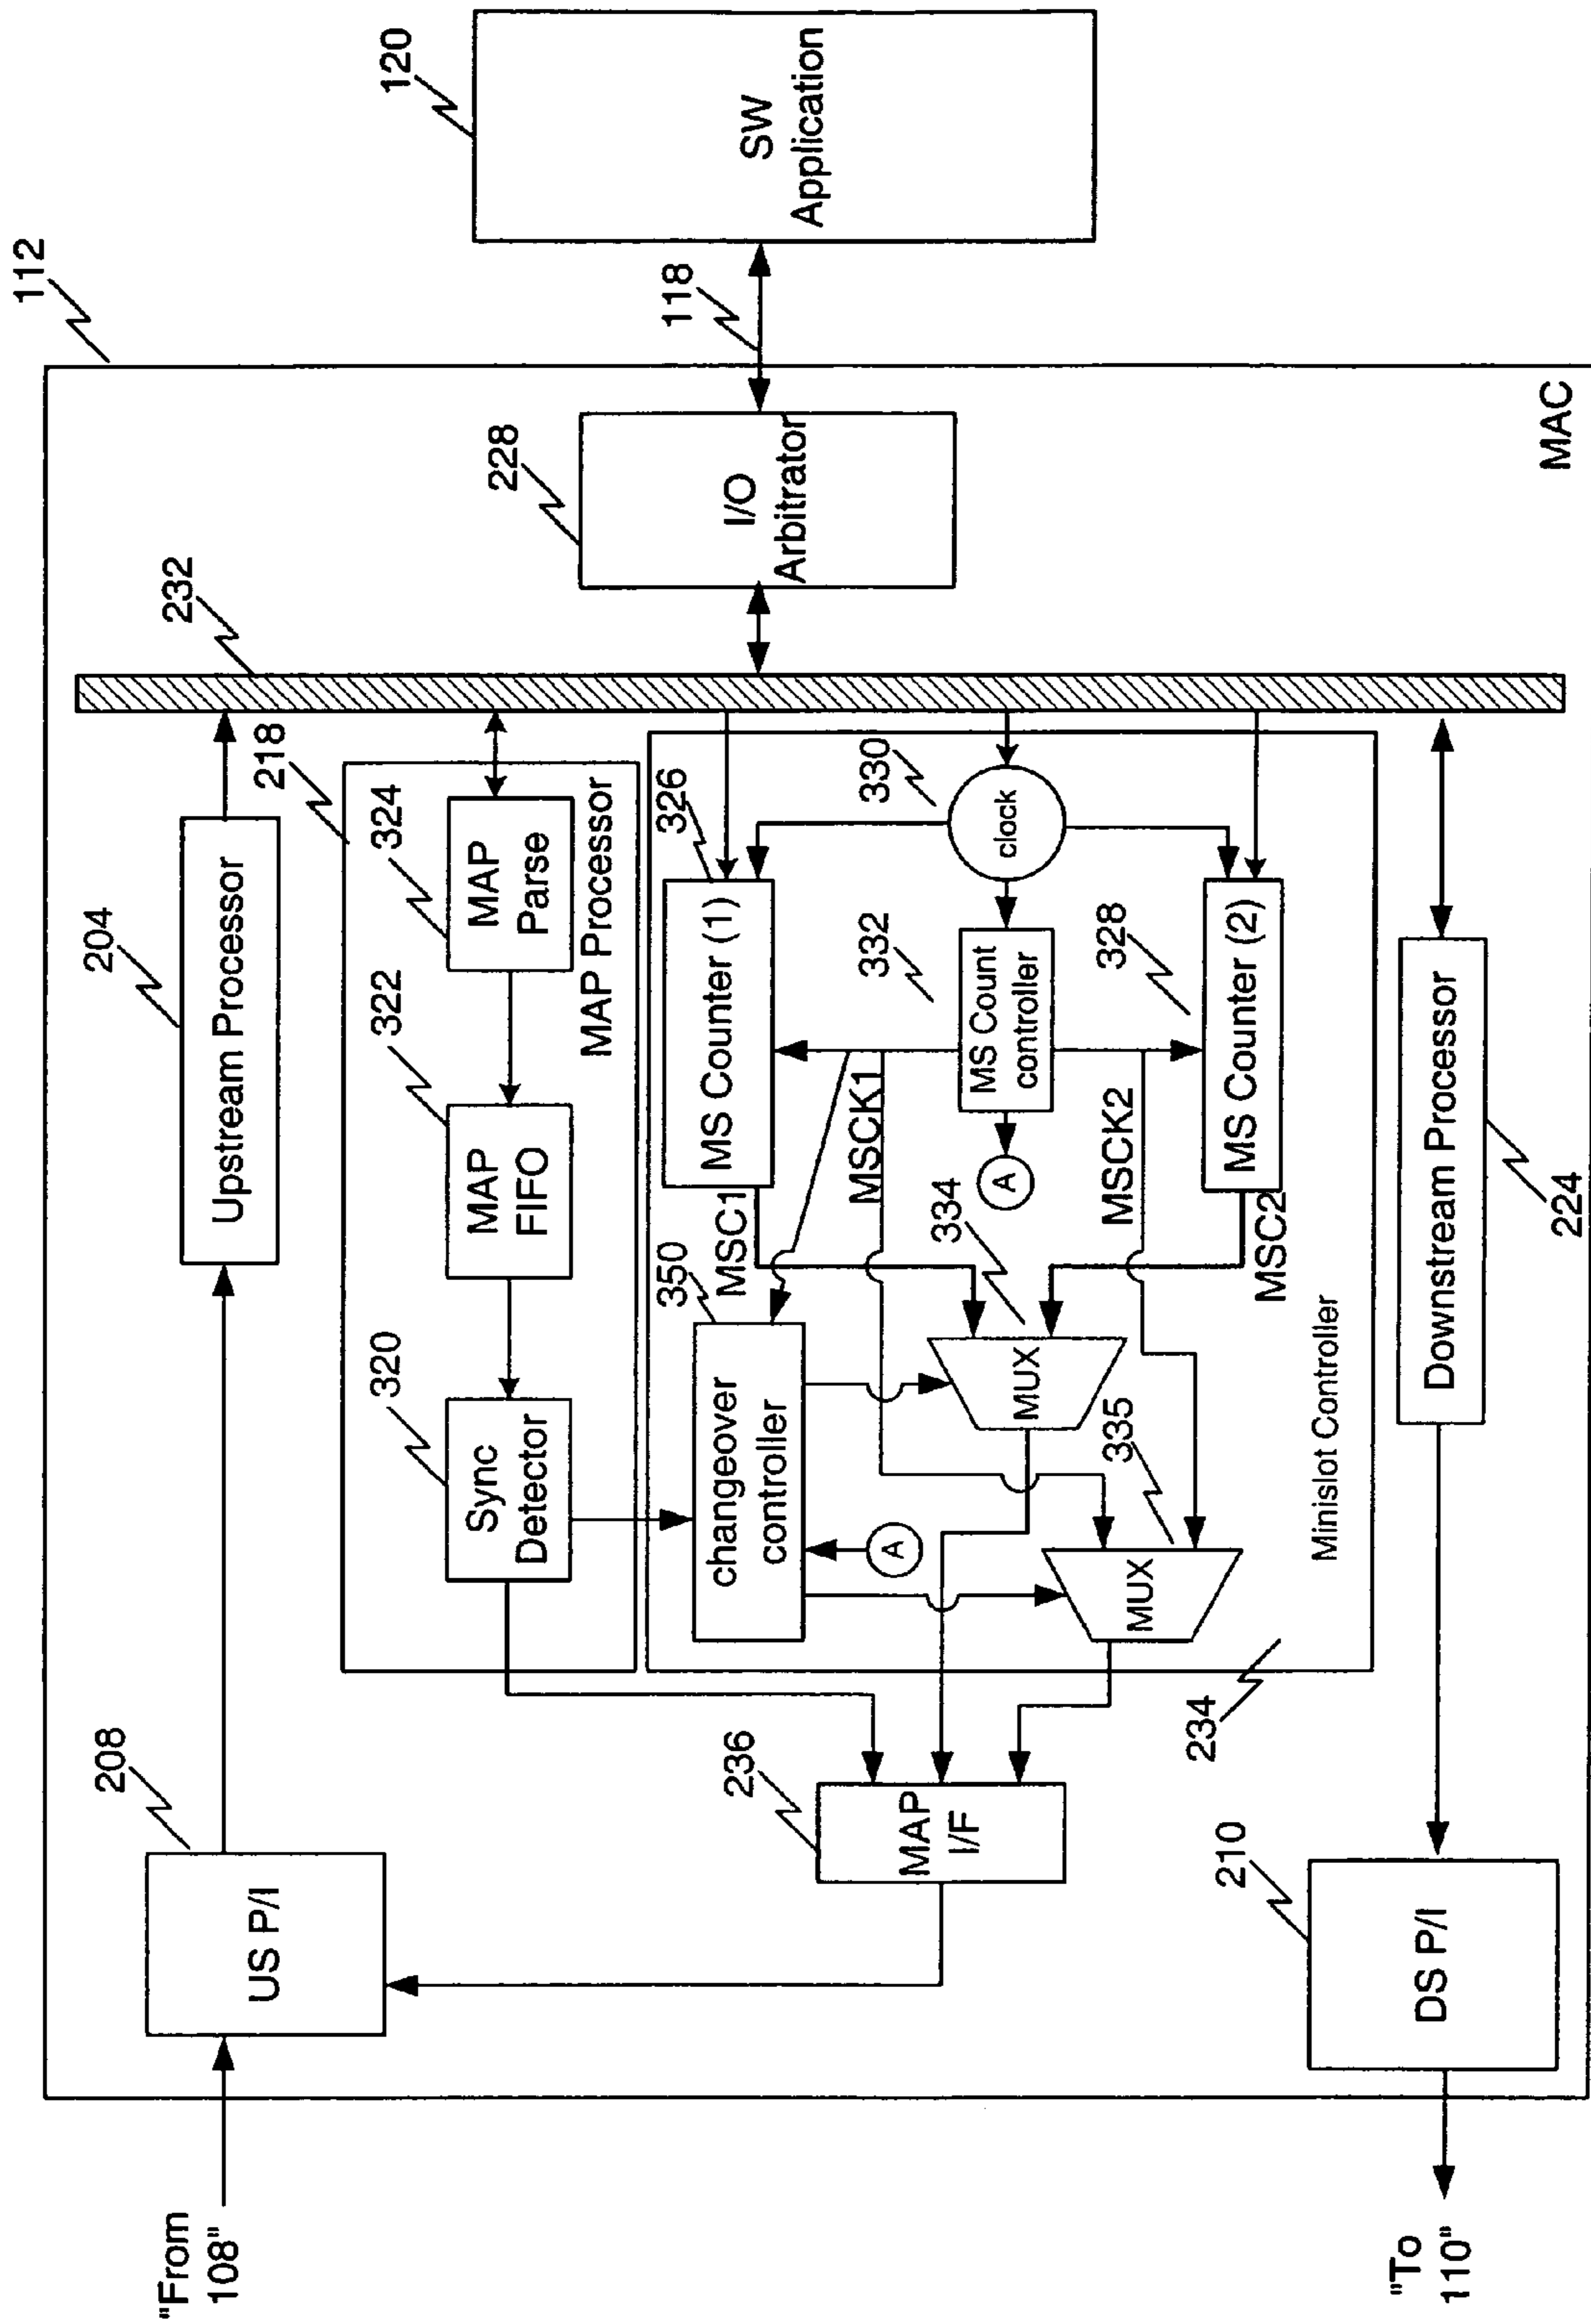 112
120
SW
Application
118
228
I/O
Arbitrator
MAC
232
204
Upstream Processor
208
US P/I
"From
108"
218
MAP Processor
324
MAP
Parse
322
MAP
FIFO
320
Sync
Detector
326
MS Counter (1)
330
clock
332
MS Count
controller
A
328
MS Counter (2)
MSCK1
MSCK2
MSC1
MSC2
350
changeover
controller
A
334
MUX
335
MUX
Minislot Controller
234
236
MAP
I/F
Downstream Processor
224
210
DS P/I
"To
110"